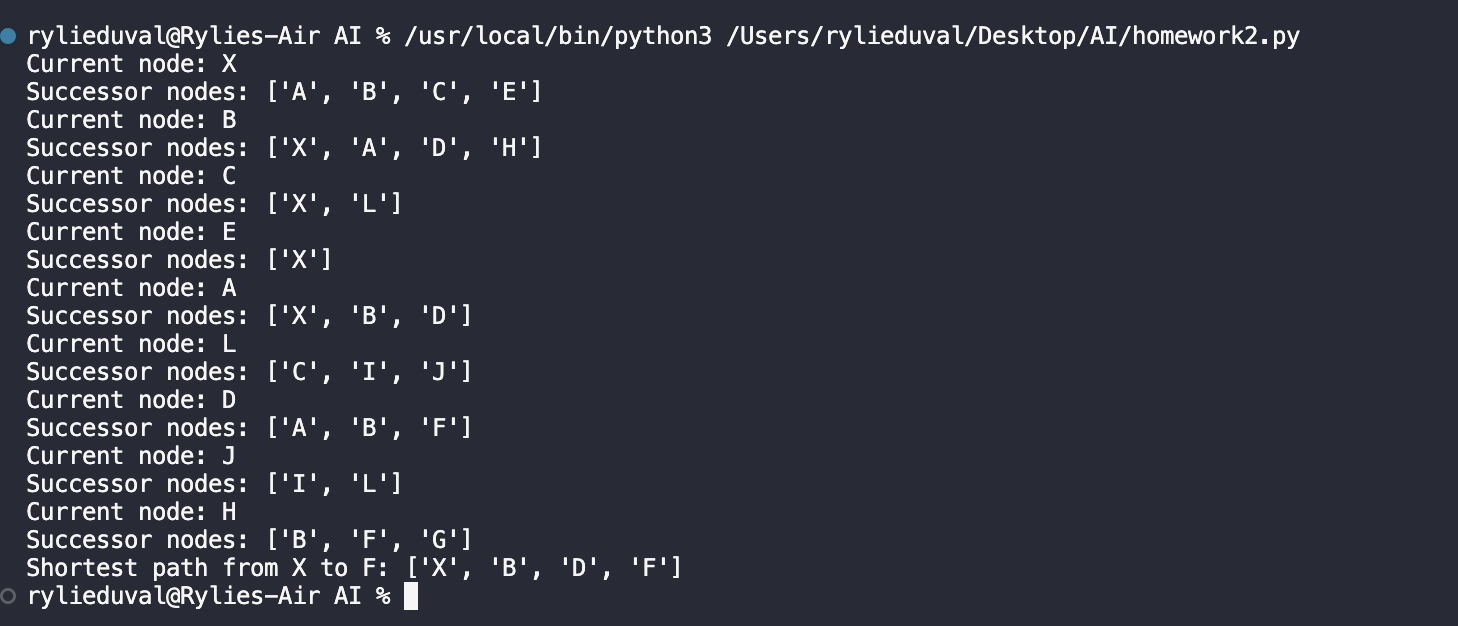 rylieduval@Rylies-Air AI % /usr/local/bin/python3 /Users/rylieduval/Desktop/AI/homework2.py
Current node: X
Successor nodes: ['A', 'B', 'C', 'E']
Current node: B
Successor nodes: ['X', 'A', 'D', 'H']
Current node: C
Successor nodes: ['X', 'L']
Current node: E
Successor nodes: ['X']
Current node: A
Successor nodes: ['X', 'B', 'D']
Current node: L
Successor nodes: ['C', 'I', 'J']
Current node: D
Successor nodes: ['A', 'B', 'F']
Current node: J
Successor nodes: ['I', 'L']
Current node: H
Successor nodes: ['B', 'F', 'G']
Shortest path from X to F: ['X', 'B', 'D', 'F']
rylieduval@Rylies-Air AI %